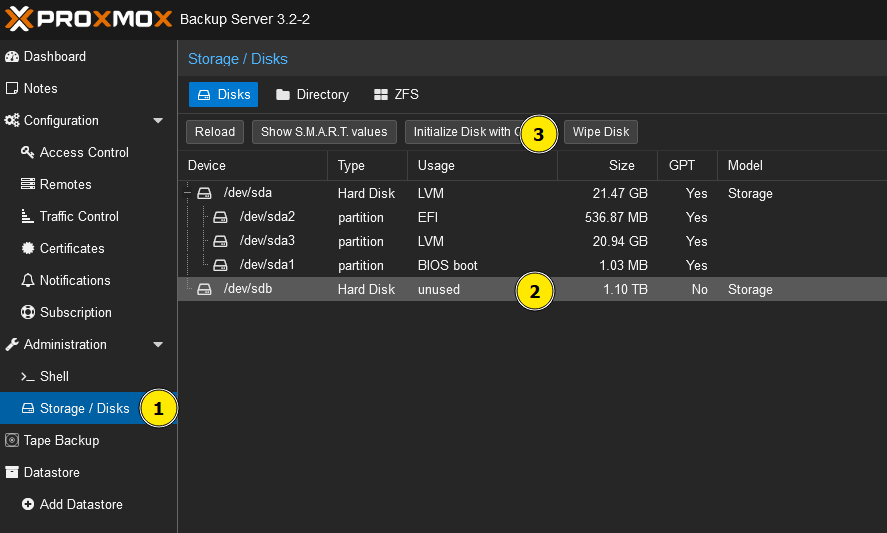 PROXMOX Backup Server 3.2-2
Dashboard
Notes
Configuration
Access Control
Remotes
Traffic Control
Certificates
Notifications
Subscription
Administration
Shell
Storage / Disks 1
Tape Backup
Datastore
Add Datastore
Storage / Disks
Disks Directory ZFS
Reload Show S.M.A.R.T. values Initialize Disk with 3 Wipe Disk
Device Type Usage Size GPT Model
/dev/sda Hard Disk LVM 21.47 GB Yes Storage
/dev/sda2 partition EFI 536.87 MB Yes
/dev/sda3 partition LVM 20.94 GB Yes
/dev/sda1 partition BIOS boot 1.03 MB Yes
/dev/sdb Hard Disk unused 2 1.10 TB No Storage